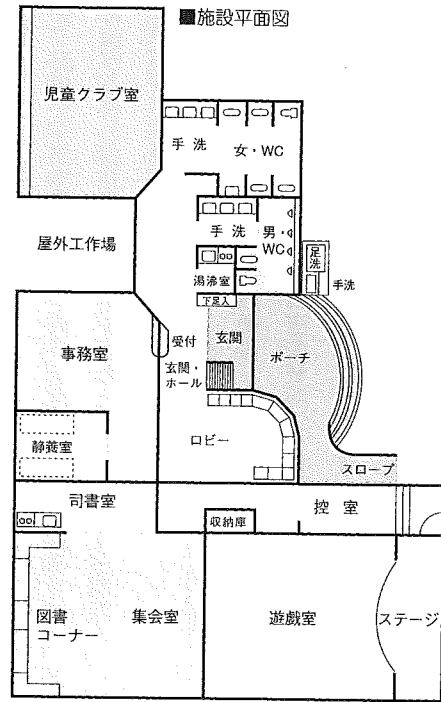 ■施設平面図
児童クラブ室
手洗
女・WC
屋外工作場
手洗
男・
WC
足洗
湯沸室
手洗
下足入
受付
玄関
事務室
玄関・
ホール
ポーチ
静養室
ロビー
スロープ
司書室
控室
収納庫
図書
コーナー
集会室
遊戯室
ステージ